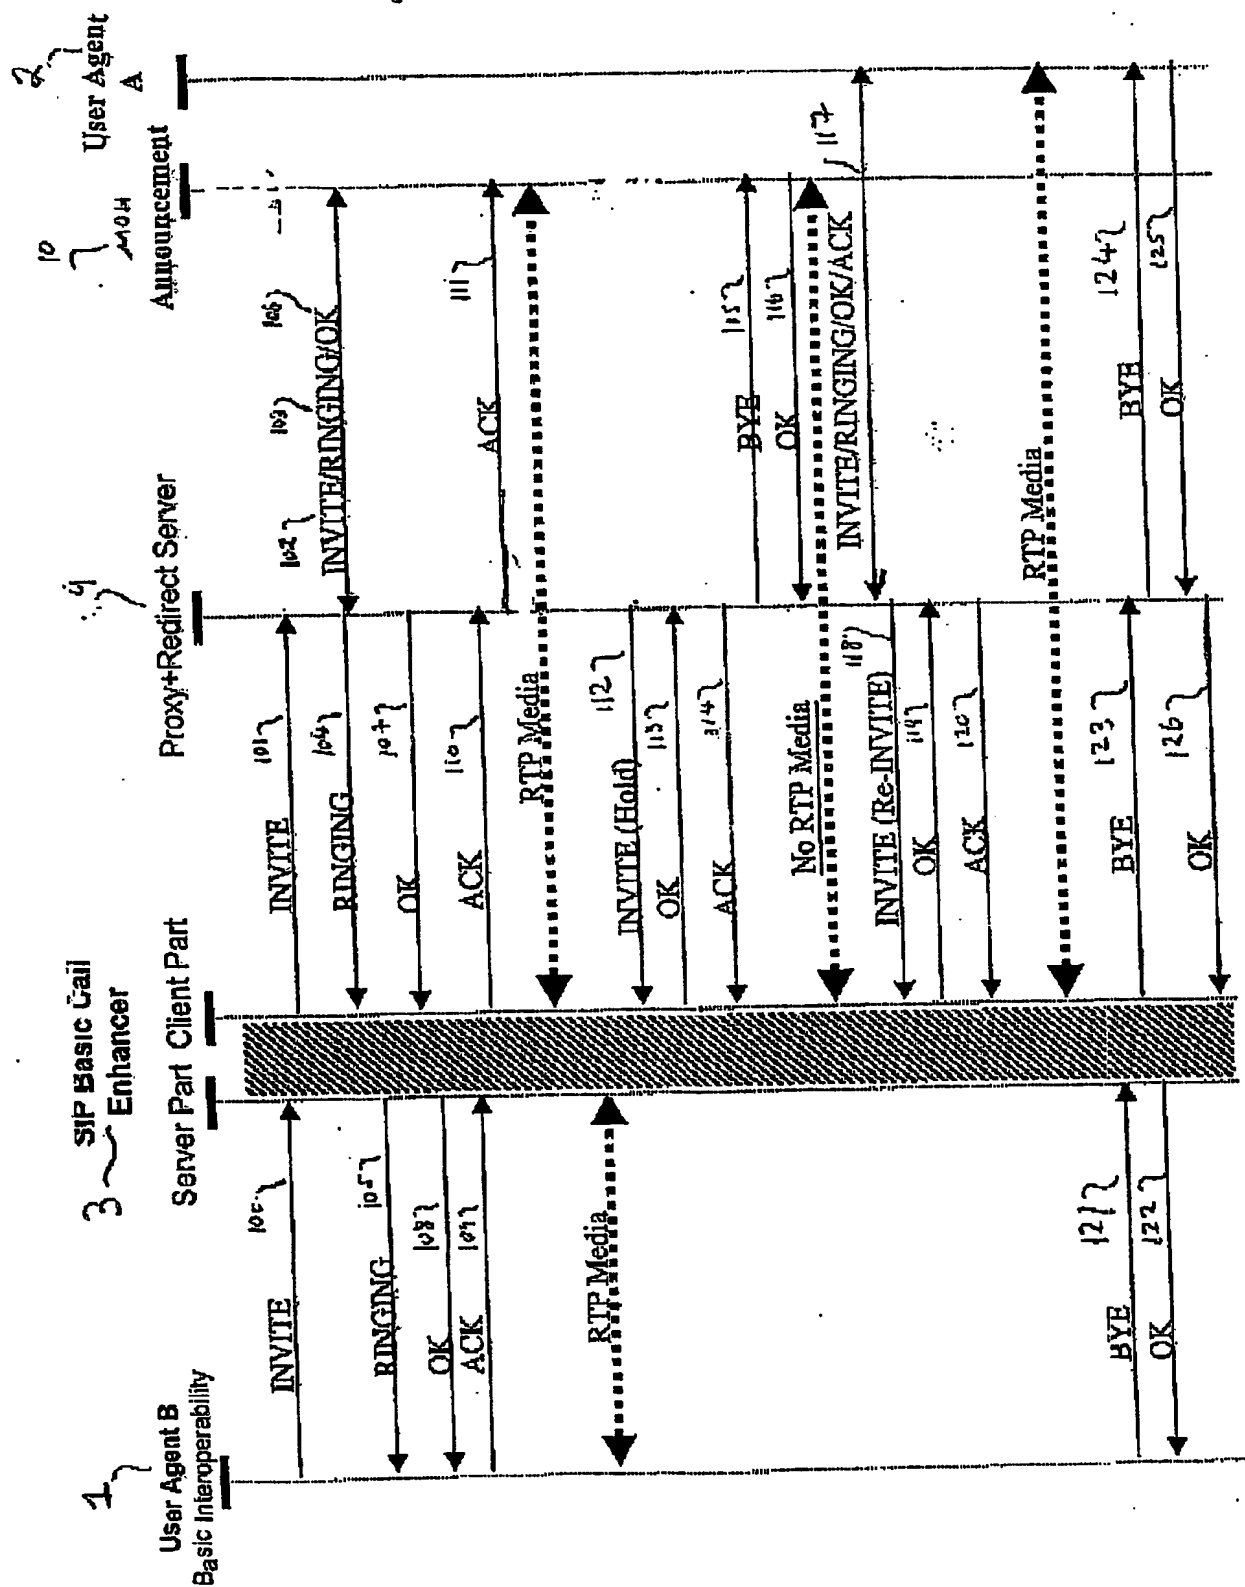 1
User Agent B
Basic Interoperability
3
SIP Basic Call
Enhancer
Server Part Client Part
9
Proxy+Redirect Server
10
MOH
Announcement
2
User Agent
A
INVITE
INVITE
101
102
103
106
INVITE/RINGING/OK
RINGING
104
RINGING
105
OK
107
OK
108
ACK
109
ACK
110
ACK
111
RTP Media
RTP Media
INVITE (Hold)
112
OK
113
ACK
114
BYE
115
OK
116
No RTP Media
INVITE/RINGING/OK/ACK
117
INVITE (Re-INVITE)
118
OK
119
ACK
120
RTP Media
BYE
121
OK
122
BYE
123
BYE
124
OK
125
OK
126